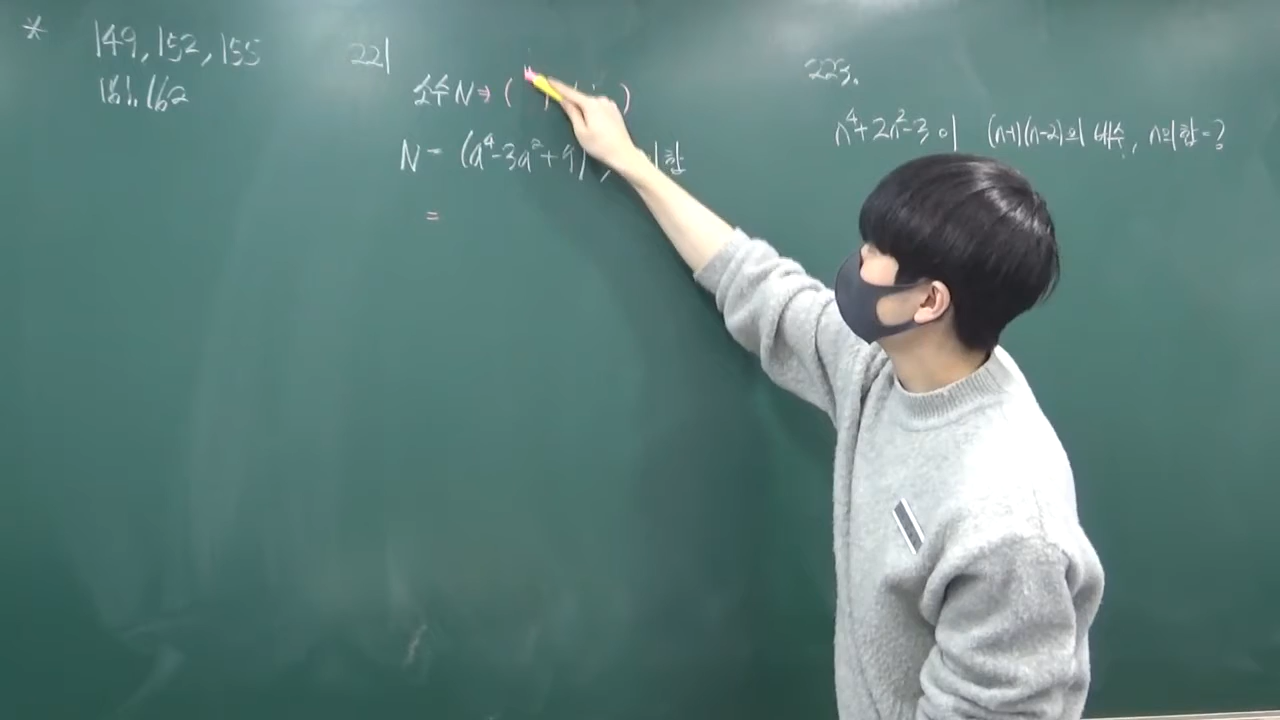 *
149, 152, 155
161. 162
221
소수 N → ( )
N = (a⁴-3a²+9) , 합
=
223.
n⁴+2n²-3 이 (n-1)(n-2)의 배수, n의 합=?